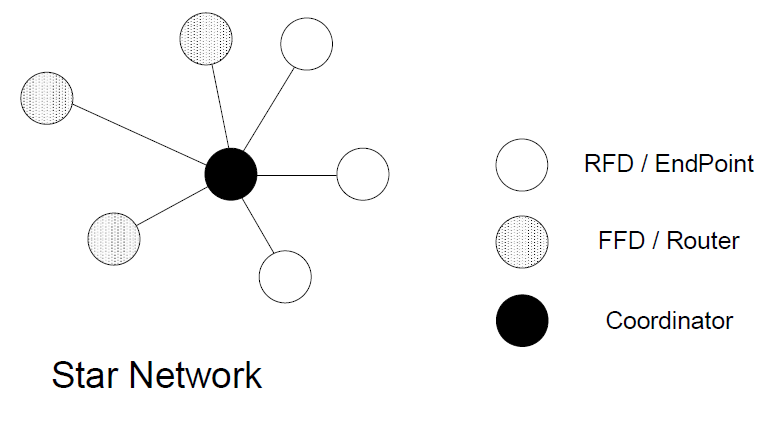 RFD / EndPoint
FFD / Router
Coordinator
Star Network